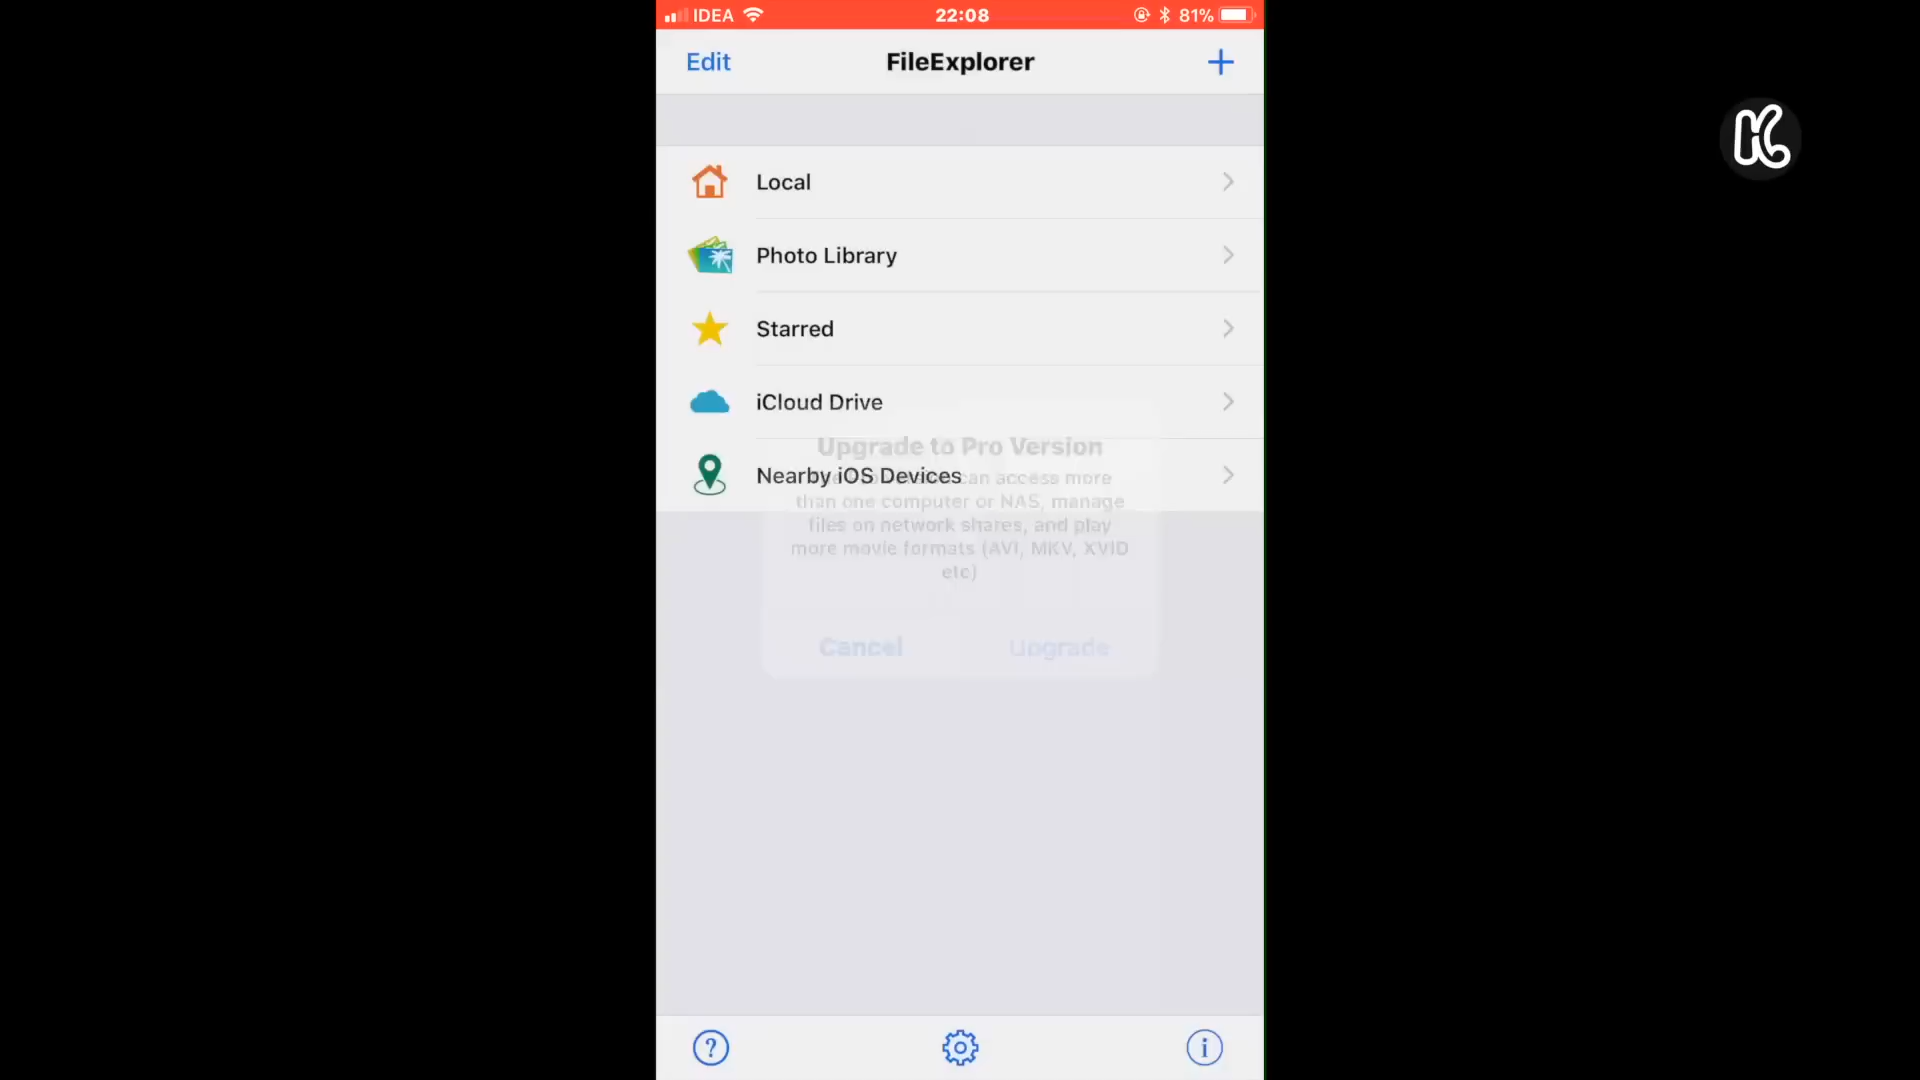 IDEA 22:08 81%
Edit FileExplorer +
Local
Photo Library
Starred
iCloud Drive
Upgrade to Pro Version
Nearby iOS Devices
can access more
than one computer or NAS, manage
files on network shares, and play
more movie formats (AVI, MKV, XVID
etc)
Cancel Upgrade
? i